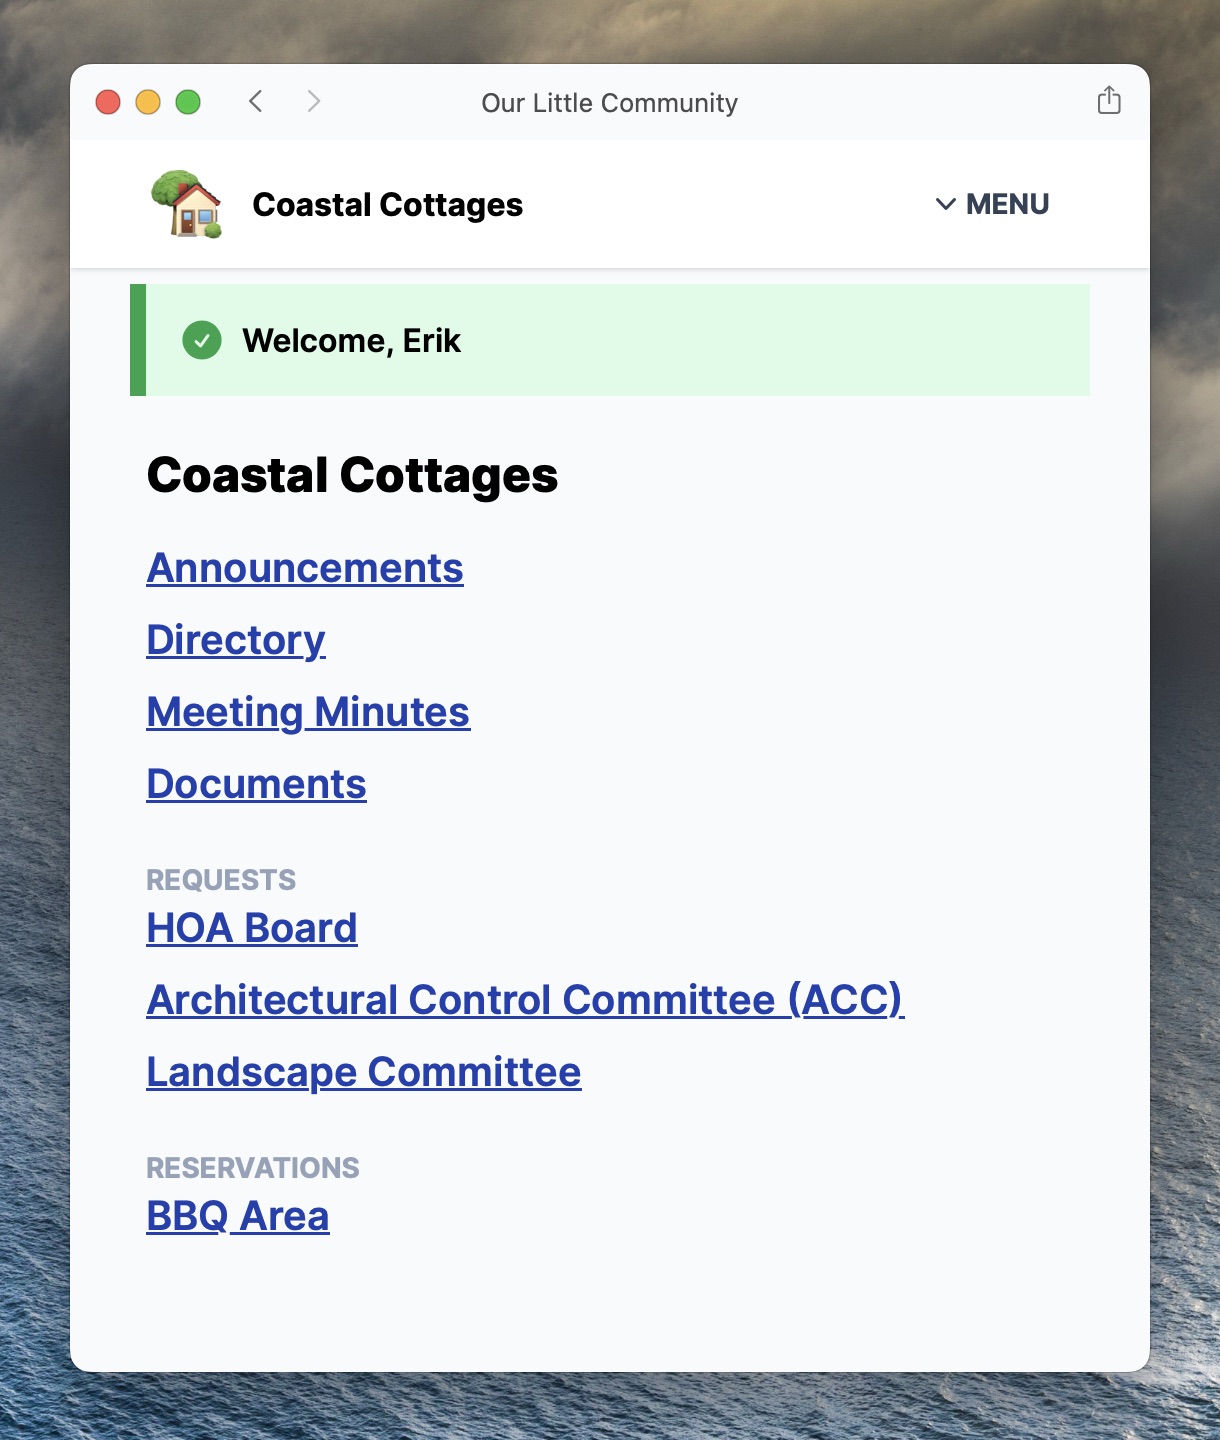 Our Little Community
Coastal Cottages
MENU
Welcome, Erik
Coastal Cottages
Announcements
Directory
Meeting Minutes
Documents
REQUESTS
HOA Board
Architectural Control Committee (ACC)
Landscape Committee
RESERVATIONS
BBQ Area